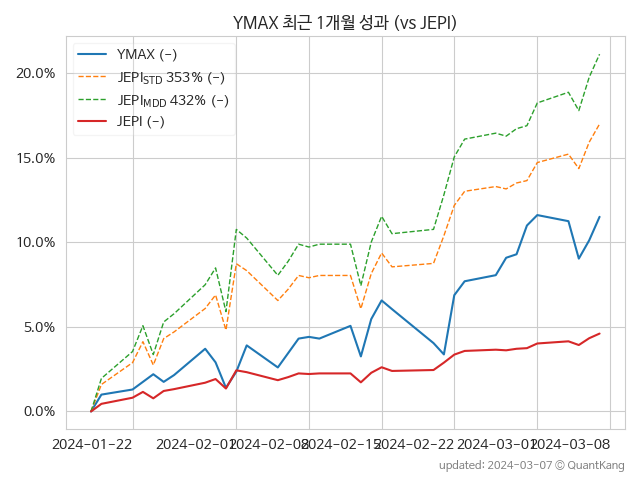 YMAX 최근 1개월 성과 (vs JEPI)
YMAX (-)
JEPISTD 353% (-)
JEPIMDD 432% (-)
JEPI (-)
20.0%
15.0%
10.0%
5.0%
0.0%
2024-01-22 2024-02-01 2024-02-08 2024-02-15 2024-02-22 2024-03-01 2024-03-08
updated: 2024-03-07 © QuantKang